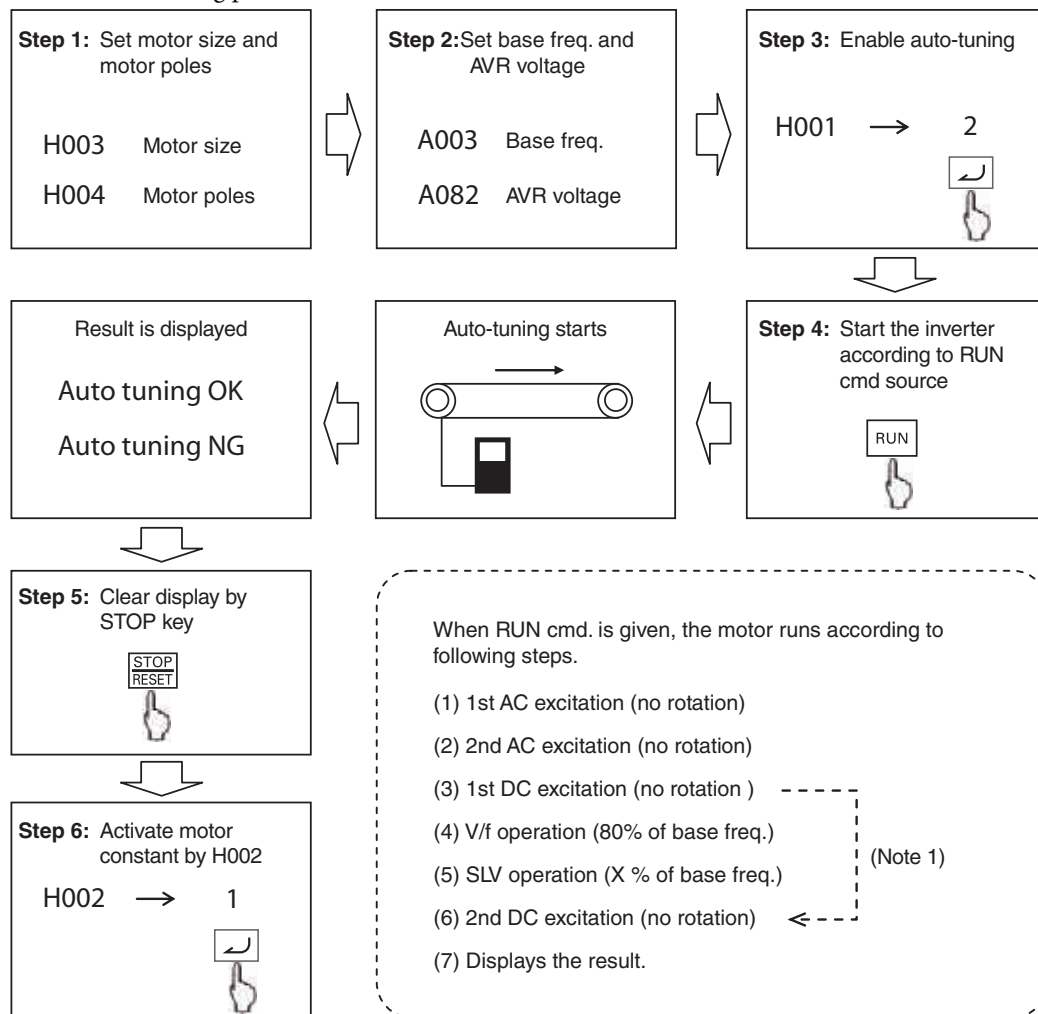 Step 1: Set motor size and
motor poles
H003 Motor size
H004 Motor poles
Step 2:Set base freq. and
AVR voltage
A003 Base freq.
A082 AVR voltage
Step 3: Enable auto-tuning
H001 → 2
Step 4: Start the inverter
according to RUN
cmd source
RUN
Auto-tuning starts
Result is displayed
Auto tuning OK
Auto tuning NG
Step 5: Clear display by
STOP key
STOP
RESET
Step 6: Activate motor
constant by H002
H002 → 1
When RUN cmd. is given, the motor runs according to
following steps.
(1) 1st AC excitation (no rotation)
(2) 2nd AC excitation (no rotation)
(3) 1st DC excitation (no rotation )
(4) V/f operation (80% of base freq.)
(5) SLV operation (X % of base freq.)
(6) 2nd DC excitation (no rotation)
(7) Displays the result.
(Note 1)